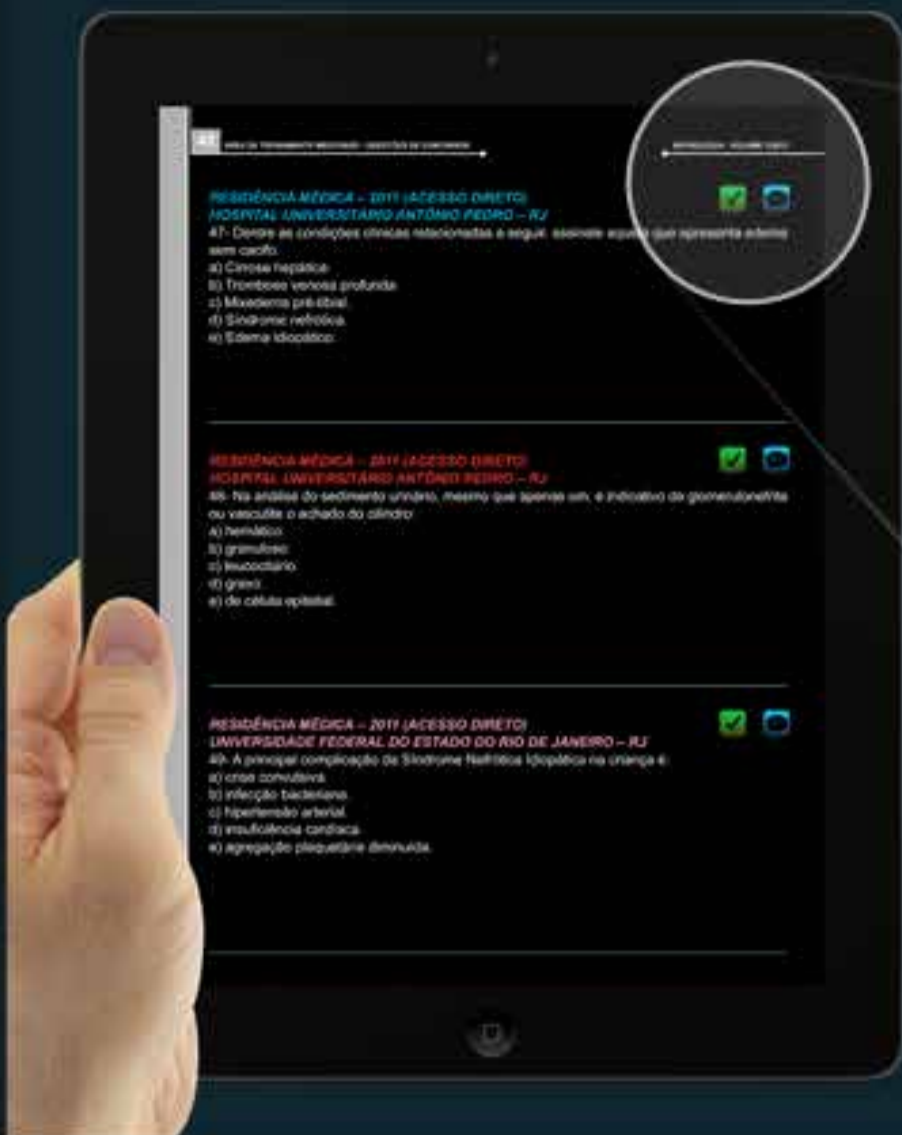 47
RESIDÊNCIA MÉDICA – 2011 (ACESSO DIRETO)
HOSPITAL UNIVERSITÁRIO ANTÔNIO PEDRO – RJ
47- Dentre as condições clínicas relacionadas a seguir, assinale aquela que apresenta edema
sem cacifo.
a) Cirrose hepática.
b) Trombose venosa profunda.
c) Mixedema pré-tibial.
d) Síndrome nefrótica.
e) Edema idiopático.
RESIDÊNCIA MÉDICA – 2011 (ACESSO DIRETO)
HOSPITAL UNIVERSITÁRIO ANTÔNIO PEDRO – RJ
48- Na análise do sedimento urinário, mesmo que apenas um, é indicativo de glomerulonefrite
ou vasculite o achado do cilindro:
a) hemático.
b) granuloso.
c) leucocitário.
d) graxo.
e) de célula epitelial.
RESIDÊNCIA MÉDICA – 2011 (ACESSO DIRETO)
UNIVERSIDADE FEDERAL DO ESTADO DO RIO DE JANEIRO – RJ
49- A principal complicação da Síndrome Nefrótica Idiopática na criança é:
a) crise convulsiva.
b) infecção bacteriana.
c) hipertensão arterial.
d) insuficiência cardíaca.
e) agregação plaquetária diminuída.